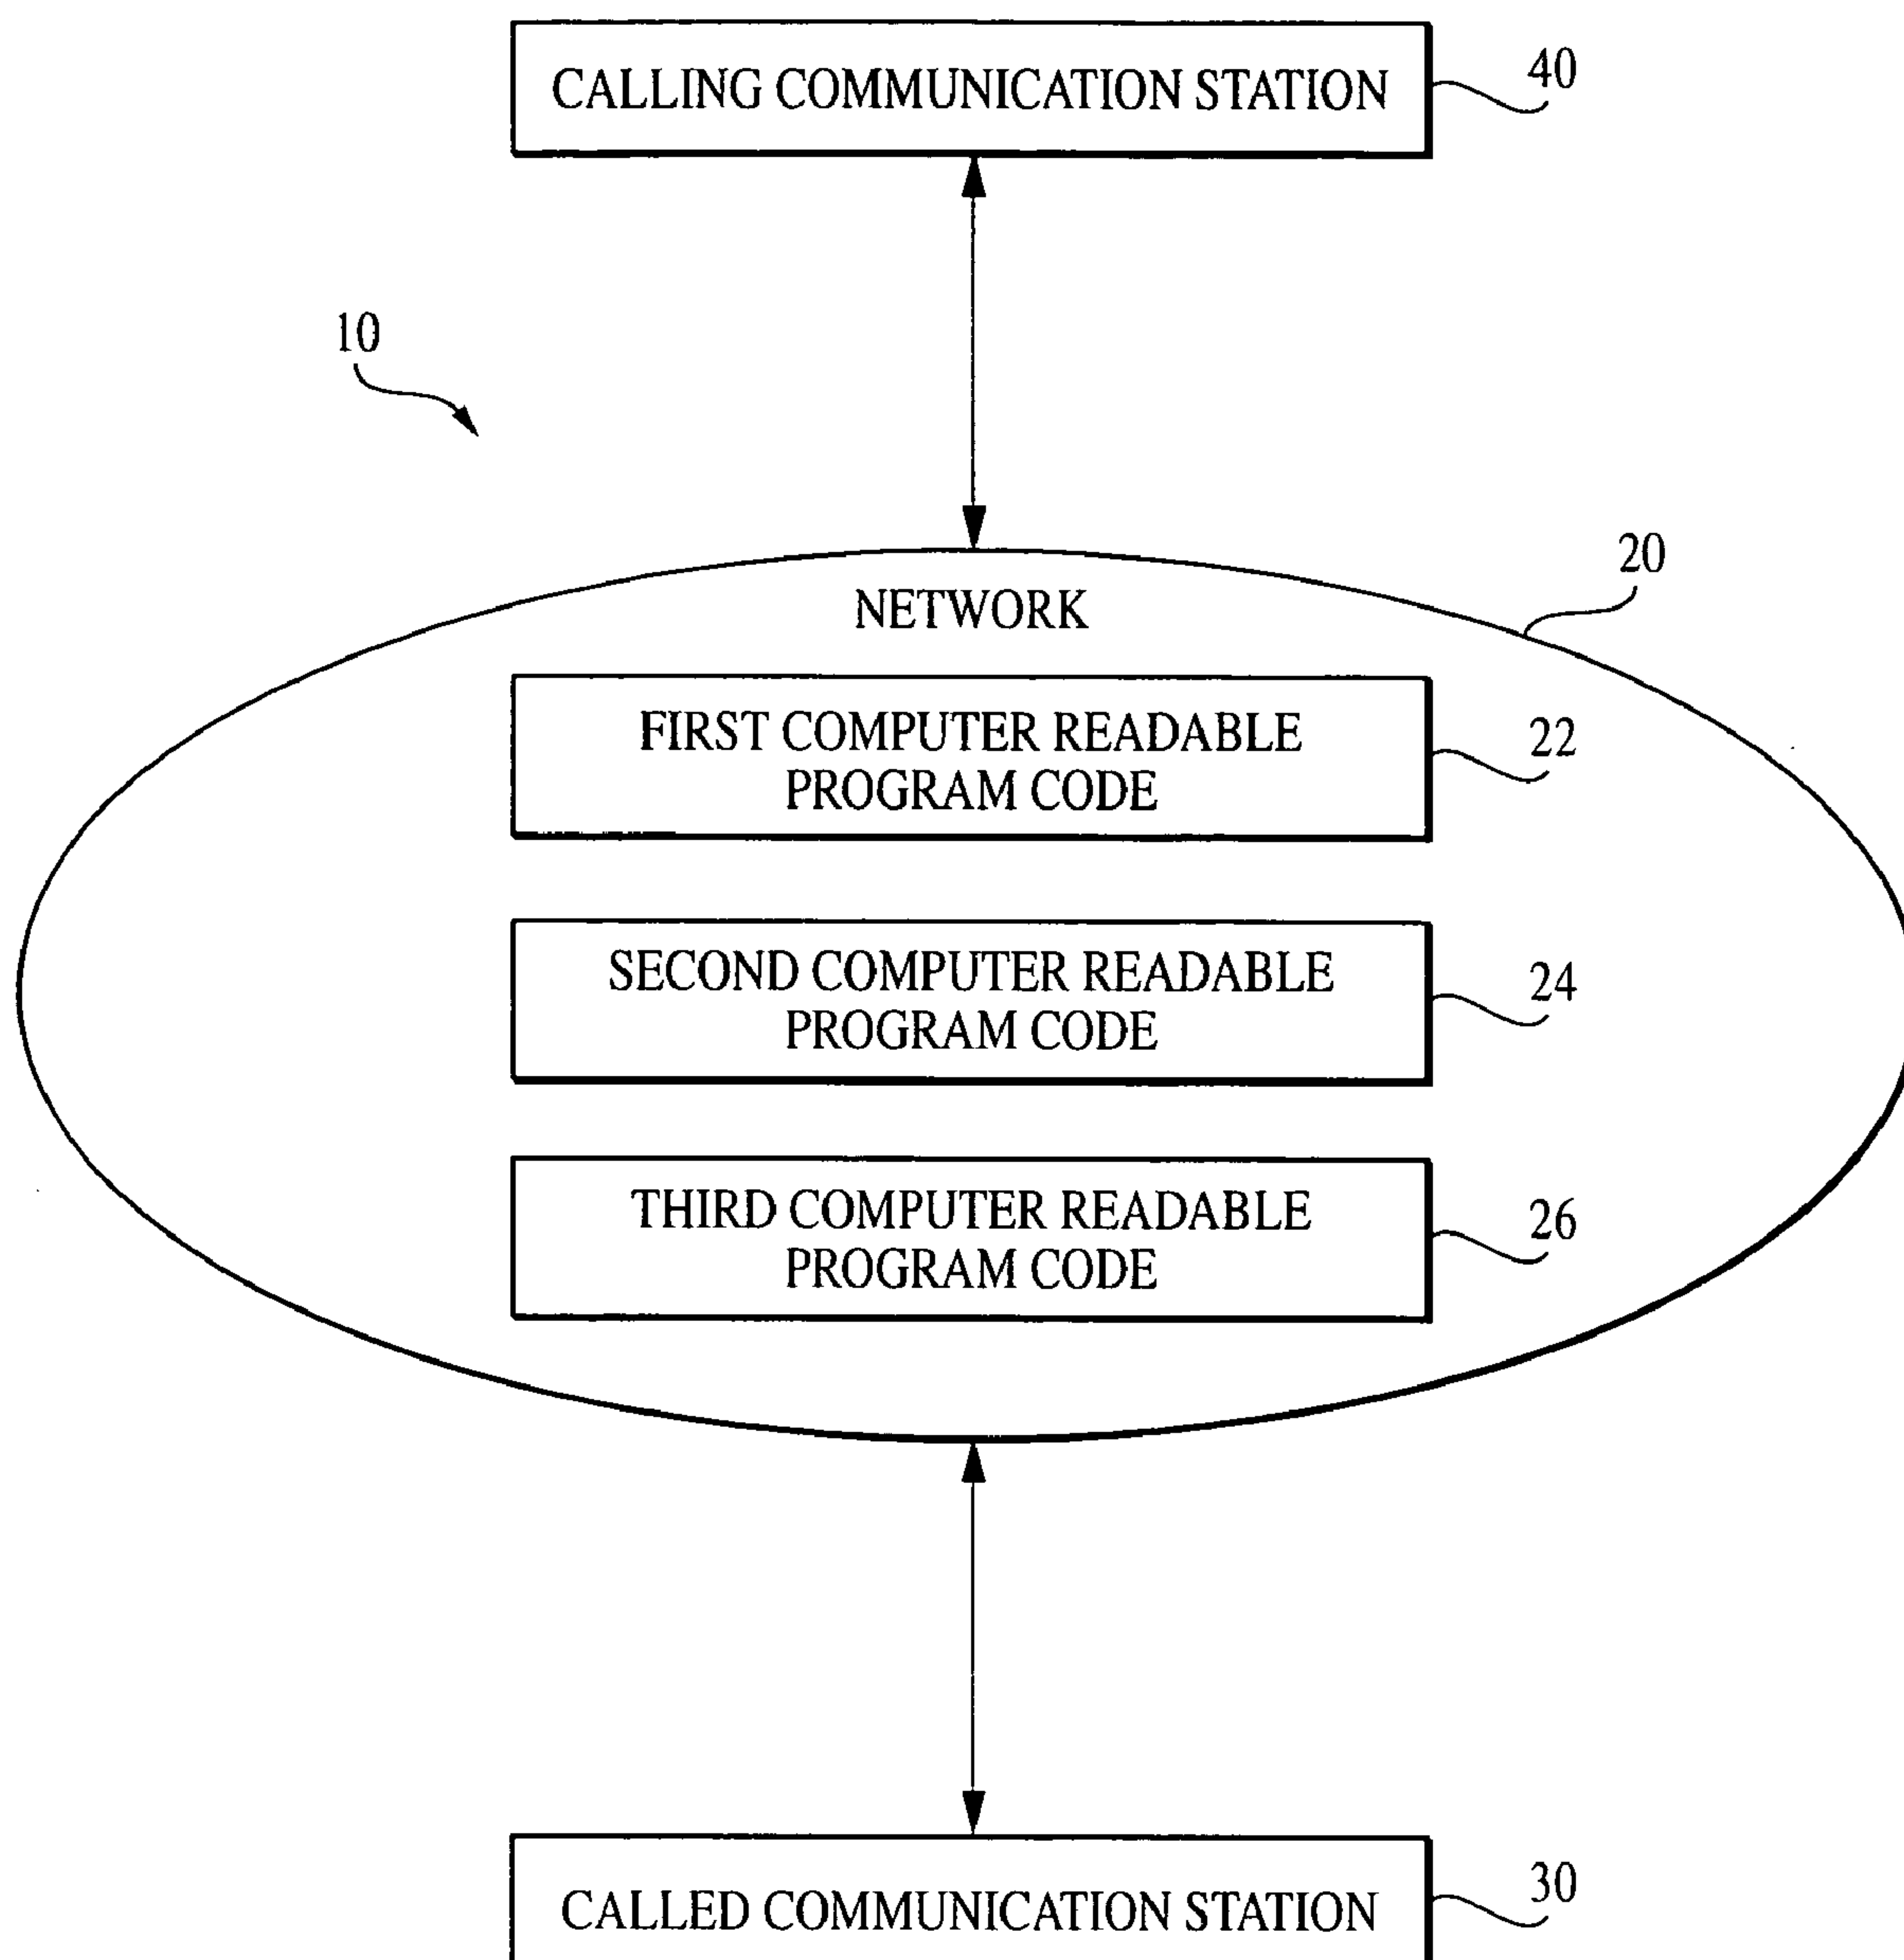 CALLING COMMUNICATION STATION
40
10
20
NETWORK
FIRST COMPUTER READABLE
PROGRAM CODE
22
SECOND COMPUTER READABLE
PROGRAM CODE
24
THIRD COMPUTER READABLE
PROGRAM CODE
26
CALLED COMMUNICATION STATION
30